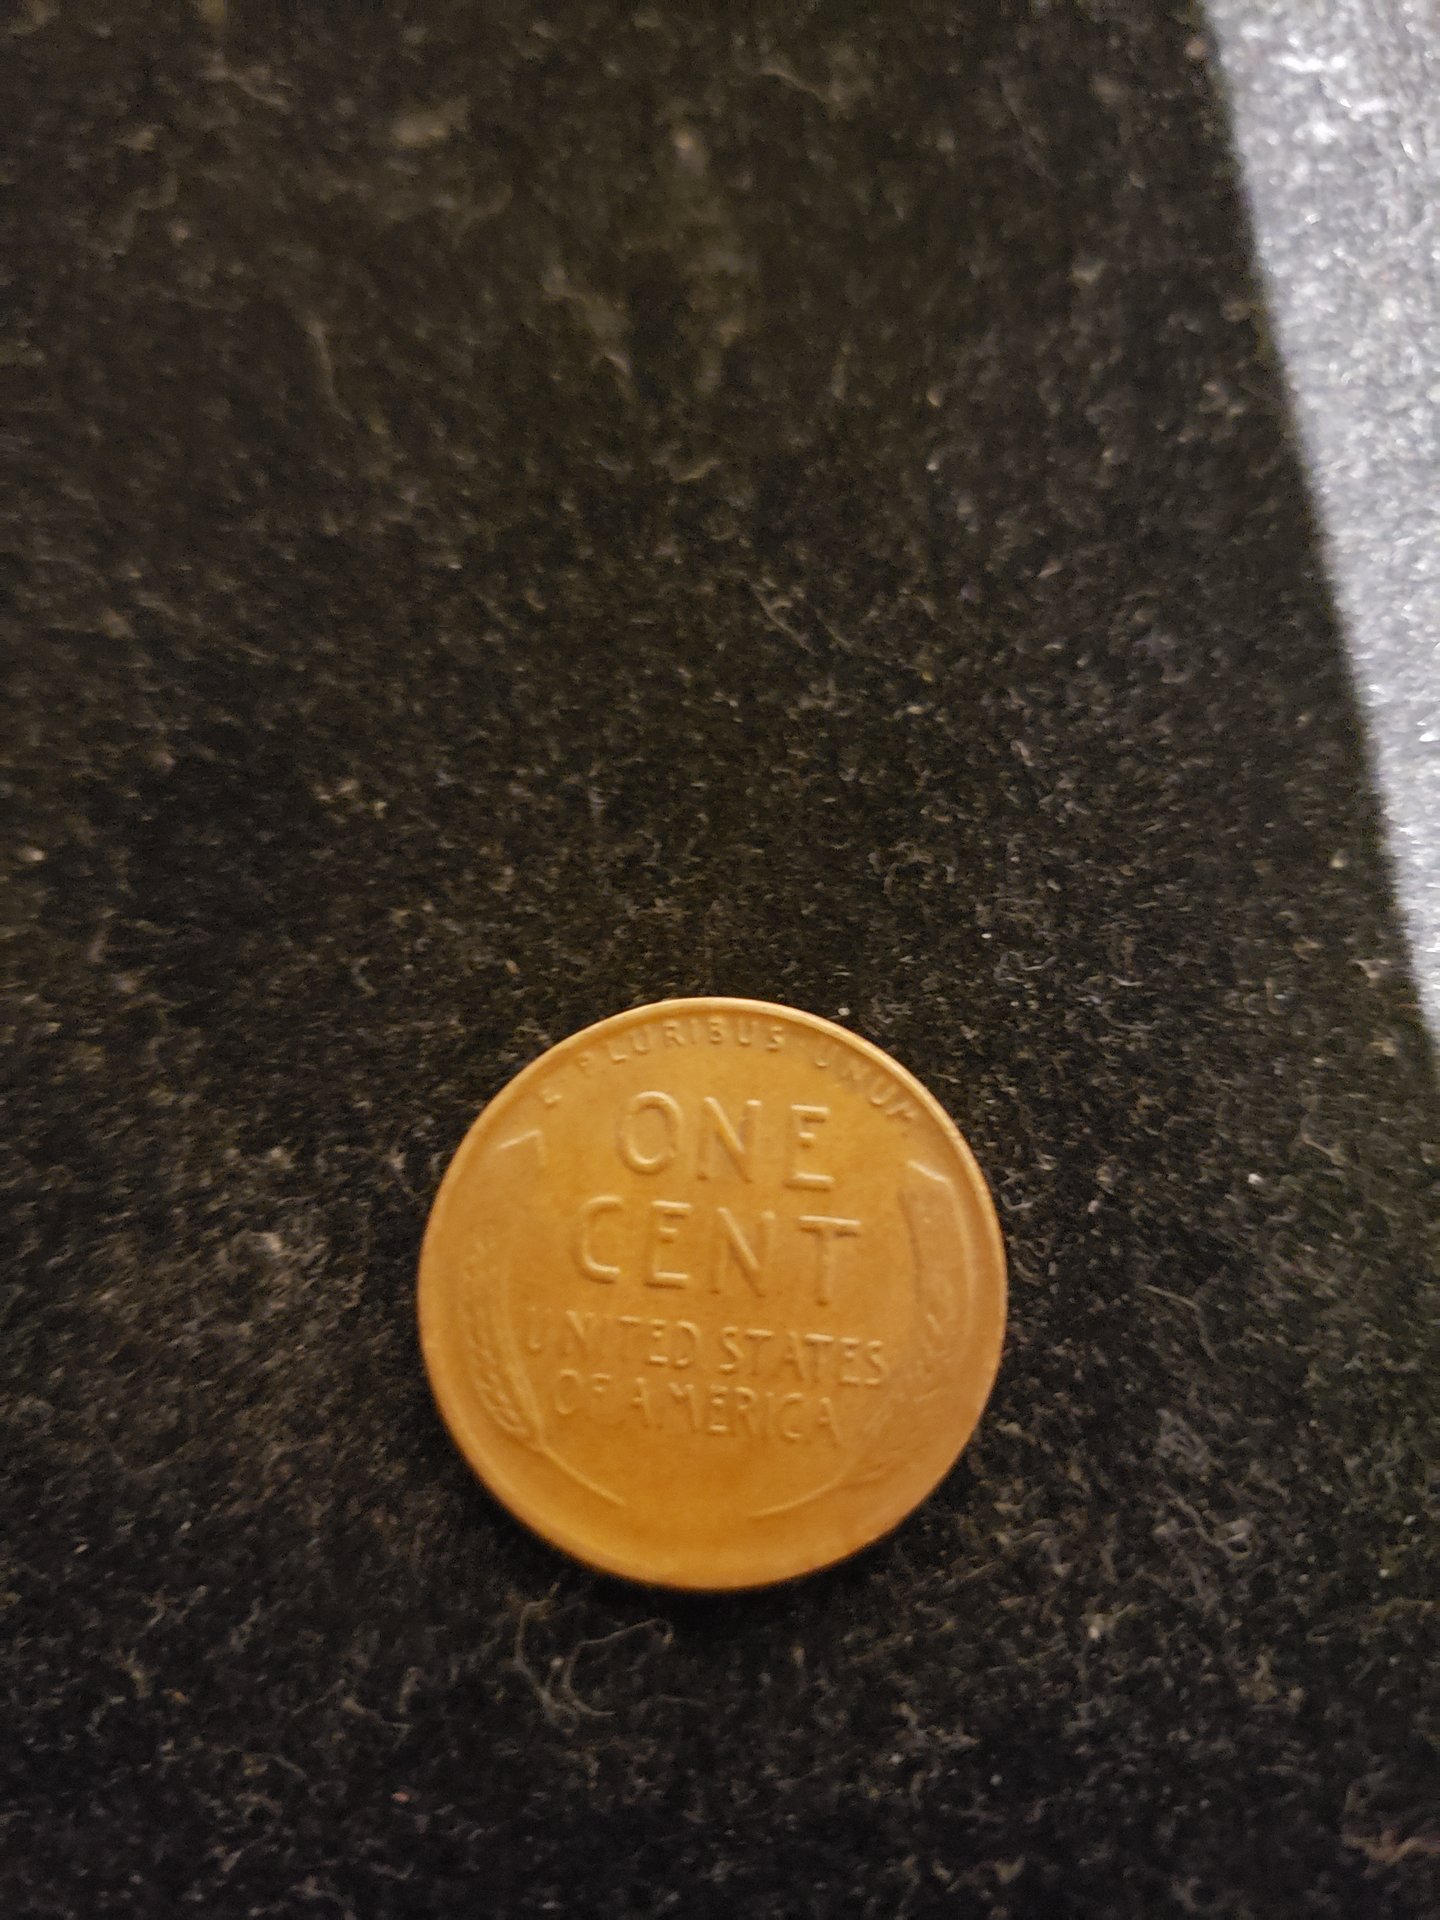 E · PLURIBUS · UNUM
ONE
CENT
UNITED STATES
OF AMERICA